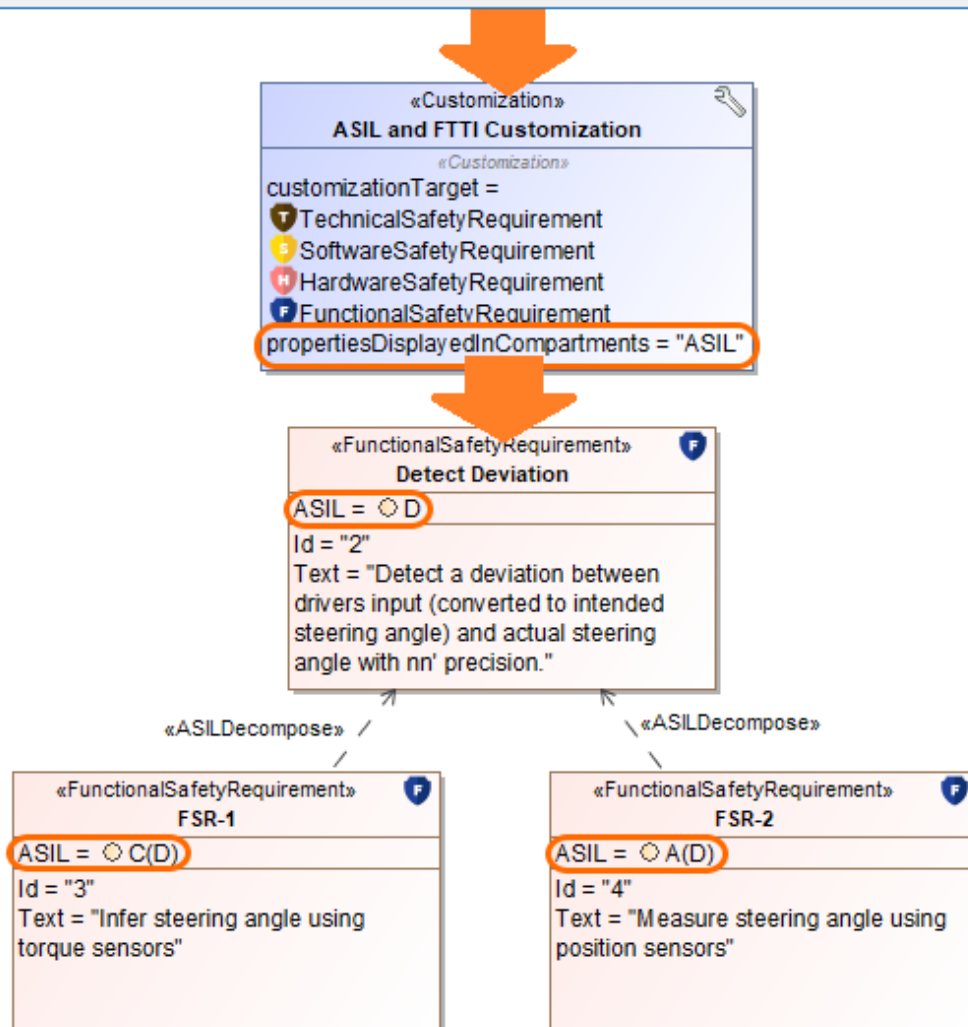 «Customization»
ASIL and FTTI Customization
«Customization»
customizationTarget =
T TechnicalSafetyRequirement
S SoftwareSafetyRequirement
H HardwareSafetyRequirement
F FunctionalSafetyRequirement
propertiesDisplayedInCompartments = "ASIL"
«FunctionalSafetyRequirement» F
Detect Deviation
ASIL = D
Id = "2"
Text = "Detect a deviation between
drivers input (converted to intended
steering angle) and actual steering
angle with nn' precision."
«ASILDecompose»
«ASILDecompose»
«FunctionalSafetyRequirement» F
FSR-1
ASIL = C(D)
Id = "3"
Text = "Infer steering angle using
torque sensors"
«FunctionalSafetyRequirement» F
FSR-2
ASIL = A(D)
Id = "4"
Text = "Measure steering angle using
position sensors"